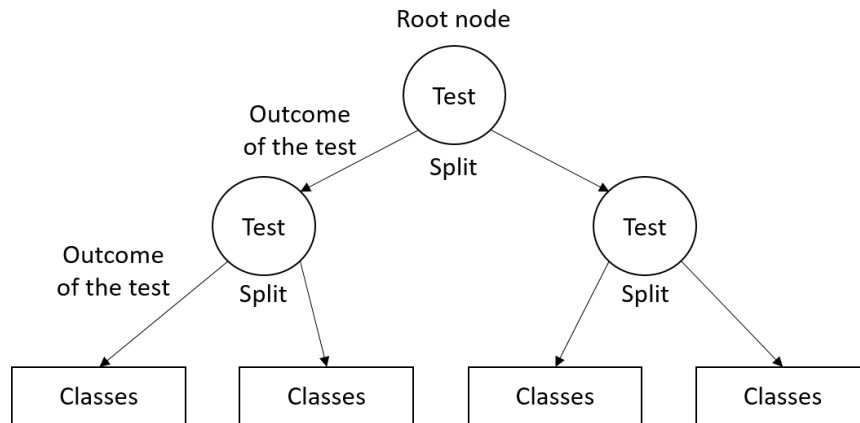 Root node
Test
Outcome
of the test
Split
Test
Test
Outcome
of the test
Split
Split
Classes
Classes
Classes
Classes